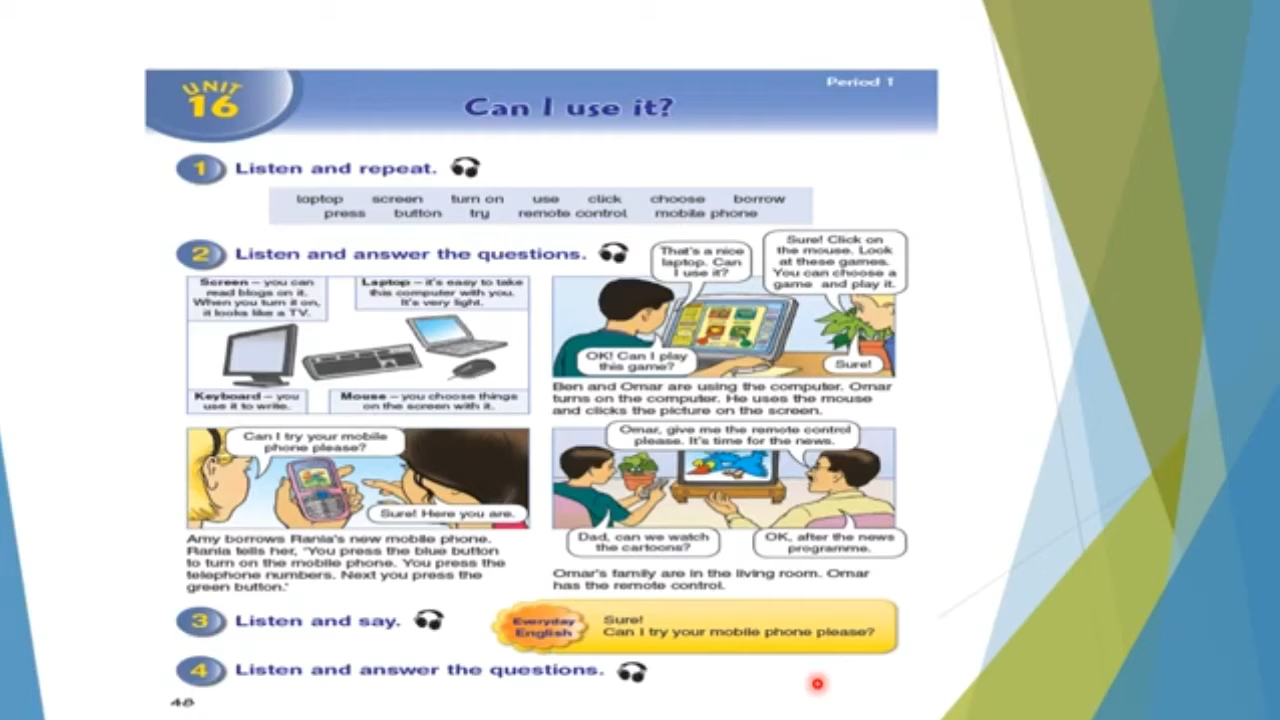 UNIT
16
Period 1
Can I use it?
1 Listen and repeat.
laptop screen turn on use click choose borrow
press button try remote control mobile phone
2 Listen and answer the questions.
Screen – you can
read blogs on it.
When you turn it on,
it looks like a TV.
Laptop – it's easy to take
this computer with you.
It's very light.
Keyboard – you
use it to write.
Mouse – you choose things
on the screen with it.
That's a nice
laptop. Can
I use it?
Sure! Click on
the mouse. Look
at these games.
You can choose a
game and play it.
OK! Can I play
this game?
Sure!
Ben and Omar are using the computer. Omar
turns on the computer. He uses the mouse
and clicks the picture on the screen.
Can I try your mobile
phone please?
Sure! Here you are.
Amy borrows Rania's new mobile phone.
Rania tells her, 'You press the blue button
to turn on the mobile phone. You press the
telephone numbers. Next you press the
green button.'
Omar, give me the remote control
please. It's time for the news.
Dad, can we watch
the cartoons?
OK, after the news
programme.
Omar's family are in the living room. Omar
has the remote control.
3 Listen and say.
Everyday
English
Sure!
Can I try your mobile phone please?
4 Listen and answer the questions.
48